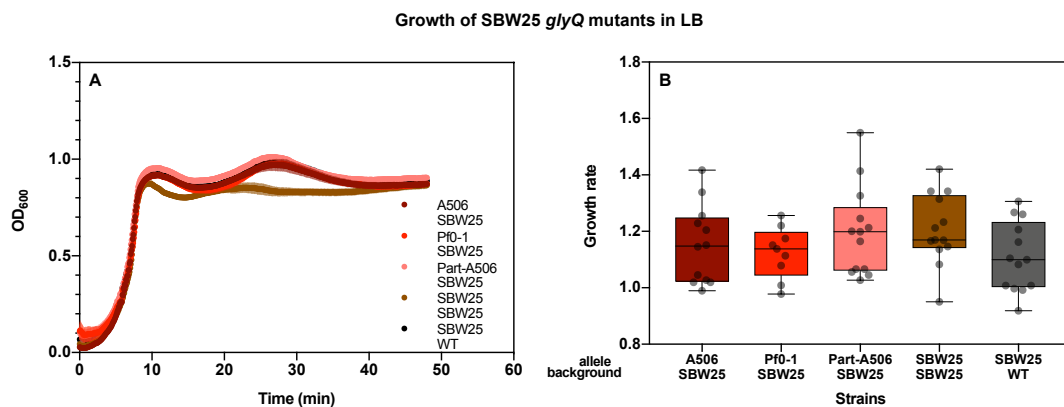 Growth of SBW25 glyQ mutants in LB
A
OD600
1.5
1.0
0.5
0.0
0 10 20 30 40 50 60
Time (min)
A506
SBW25
Pf0-1
SBW25
Part-A506
SBW25
SBW25
SBW25
SBW25
WT
B
Growth rate
1.8
1.6
1.4
1.2
1.0
0.8
allele A506 Pf0-1 Part-A506 SBW25 SBW25
background SBW25 SBW25 SBW25 SBW25 WT
Strains